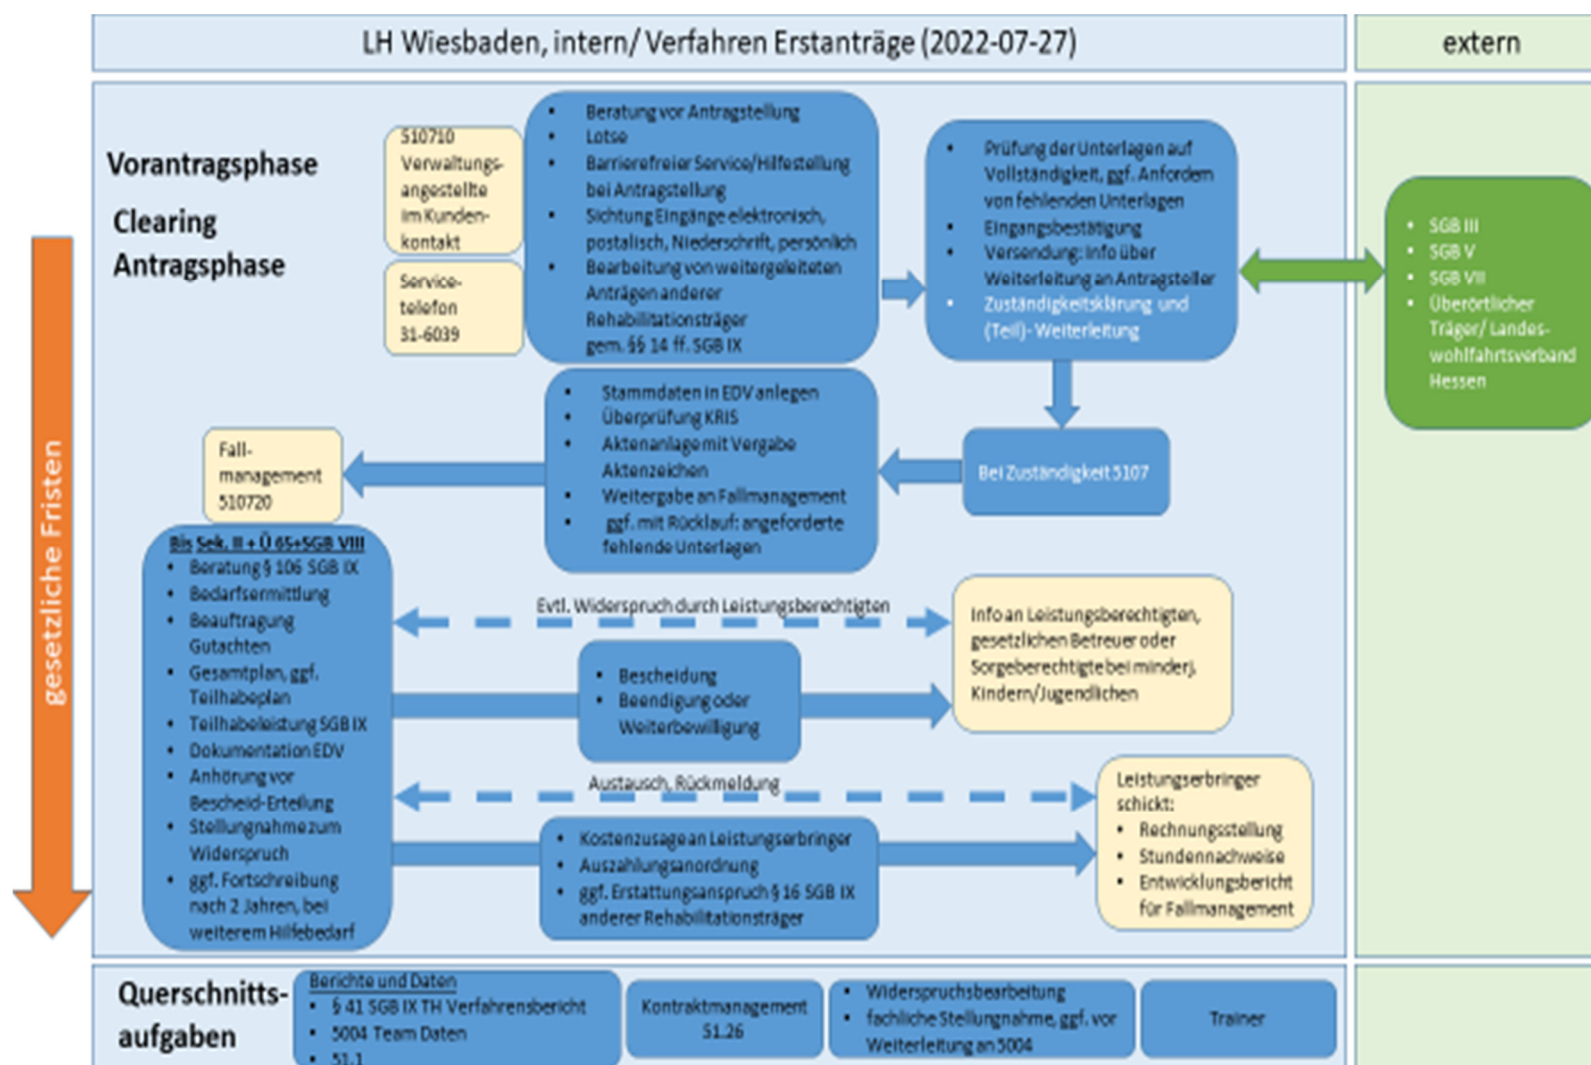 LH Wiesbaden, intern/ Verfahren Erstanträge (2022-07-27)
extern
Vorantragsphase
Clearing
Antragsphase
510710
Verwaltungs-
angestellte
im Kunden-
kontakt
Service-
telefon
31-6039
▪ Beratung vor Antragstellung
▪ Lotse
▪ Barrierefreier Service/Hilfestellung
bei Antragstellung
▪ Sichtung Eingänge elektronisch,
postalisch, Niederschrift, persönlich
▪ Bearbeitung von weitergeleiteten
Anträgen anderer
Rehabilitationsträger
gem. §§ 14 ff. SGB IX
▪ Prüfung der Unterlagen auf
Vollständigkeit, ggf. Anfordern
von fehlenden Unterlagen
▪ Eingangsbestätigung
▪ Versendung: Info über
Weiterleitung an Antragsteller
▪ Zuständigkeitsklärung und
(Teil)- Weiterleitung
▪ SGB III
▪ SGB V
▪ SGB VII
▪ Überörtlicher
Träger/ Landes-
wohlfahrtsverband
Hessen
gesetzliche Fristen
Fall-
management
510720
▪ Stammdaten in EDV anlegen
▪ Überprüfung KRIS
▪ Aktenanlage mit Vergabe
Aktenzeichen
▪ Weitergabe an Fallmanagement
▪ ggf. mit Rücklauf: angeforderte
fehlende Unterlagen
Bei Zuständigkeit 5107
Bis Sek. II + Ü 65+SGB VIII
• Beratung § 106 SGB IX
• Bedarfsermittlung
• Beauftragung
Gutachten
• Gesamtplan, ggf.
Teilhabeplan
• Teilhabeleistung SGB IX
• Dokumentation EDV
• Anhörung vor
Bescheid-Erteilung
• Stellungnahme zum
Widerspruch
• ggf. Fortschreibung
nach 2 Jahren, bei
weiterem Hilfebedarf
Evtl. Widerspruch durch Leistungsberechtigten
• Bescheidung
• Beendigung oder
Weiterbewilligung
Info an Leistungsberechtigten,
gesetzlichen Betreuer oder
Sorgeberechtigte bei minderj.
Kindern/Jugendlichen
Austausch, Rückmeldung
• Kostenzusage an Leistungserbringer
• Auszahlungsanordnung
• ggf. Erstattungsanspruch § 16 SGB IX
anderer Rehabilitationsträger
Leistungserbringer
schickt:
• Rechnungsstellung
• Stundennachweise
• Entwicklungsbericht
für Fallmanagement
Querschnitts-
aufgaben
Berichte und Daten
• § 41 SGB IX TH Verfahrensbericht
• 5004 Team Daten
• 51.1
Kontraktmanagement
51.26
• Widerspruchsbearbeitung
• fachliche Stellungnahme, ggf. vor
Weiterleitung an 5004
Trainer